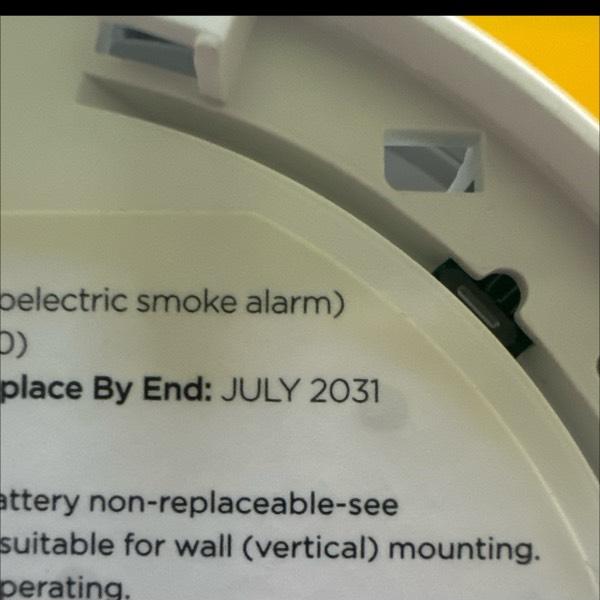 oelectric smoke alarm)
0)
place By End: JULY 2031
attery non-replaceable-see
suitable for wall (vertical) mounting.
perating.